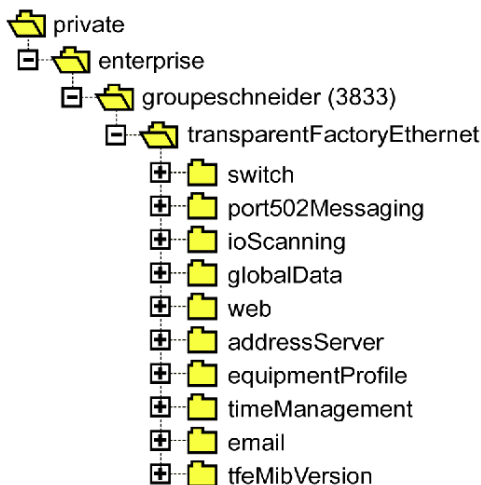 private
enterprise
groupeschneider (3833)
transparentFactoryEthernet
switch
port502Messaging
ioScanning
globalData
web
addressServer
equipmentProfile
timeManagement
email
tfeMibVersion